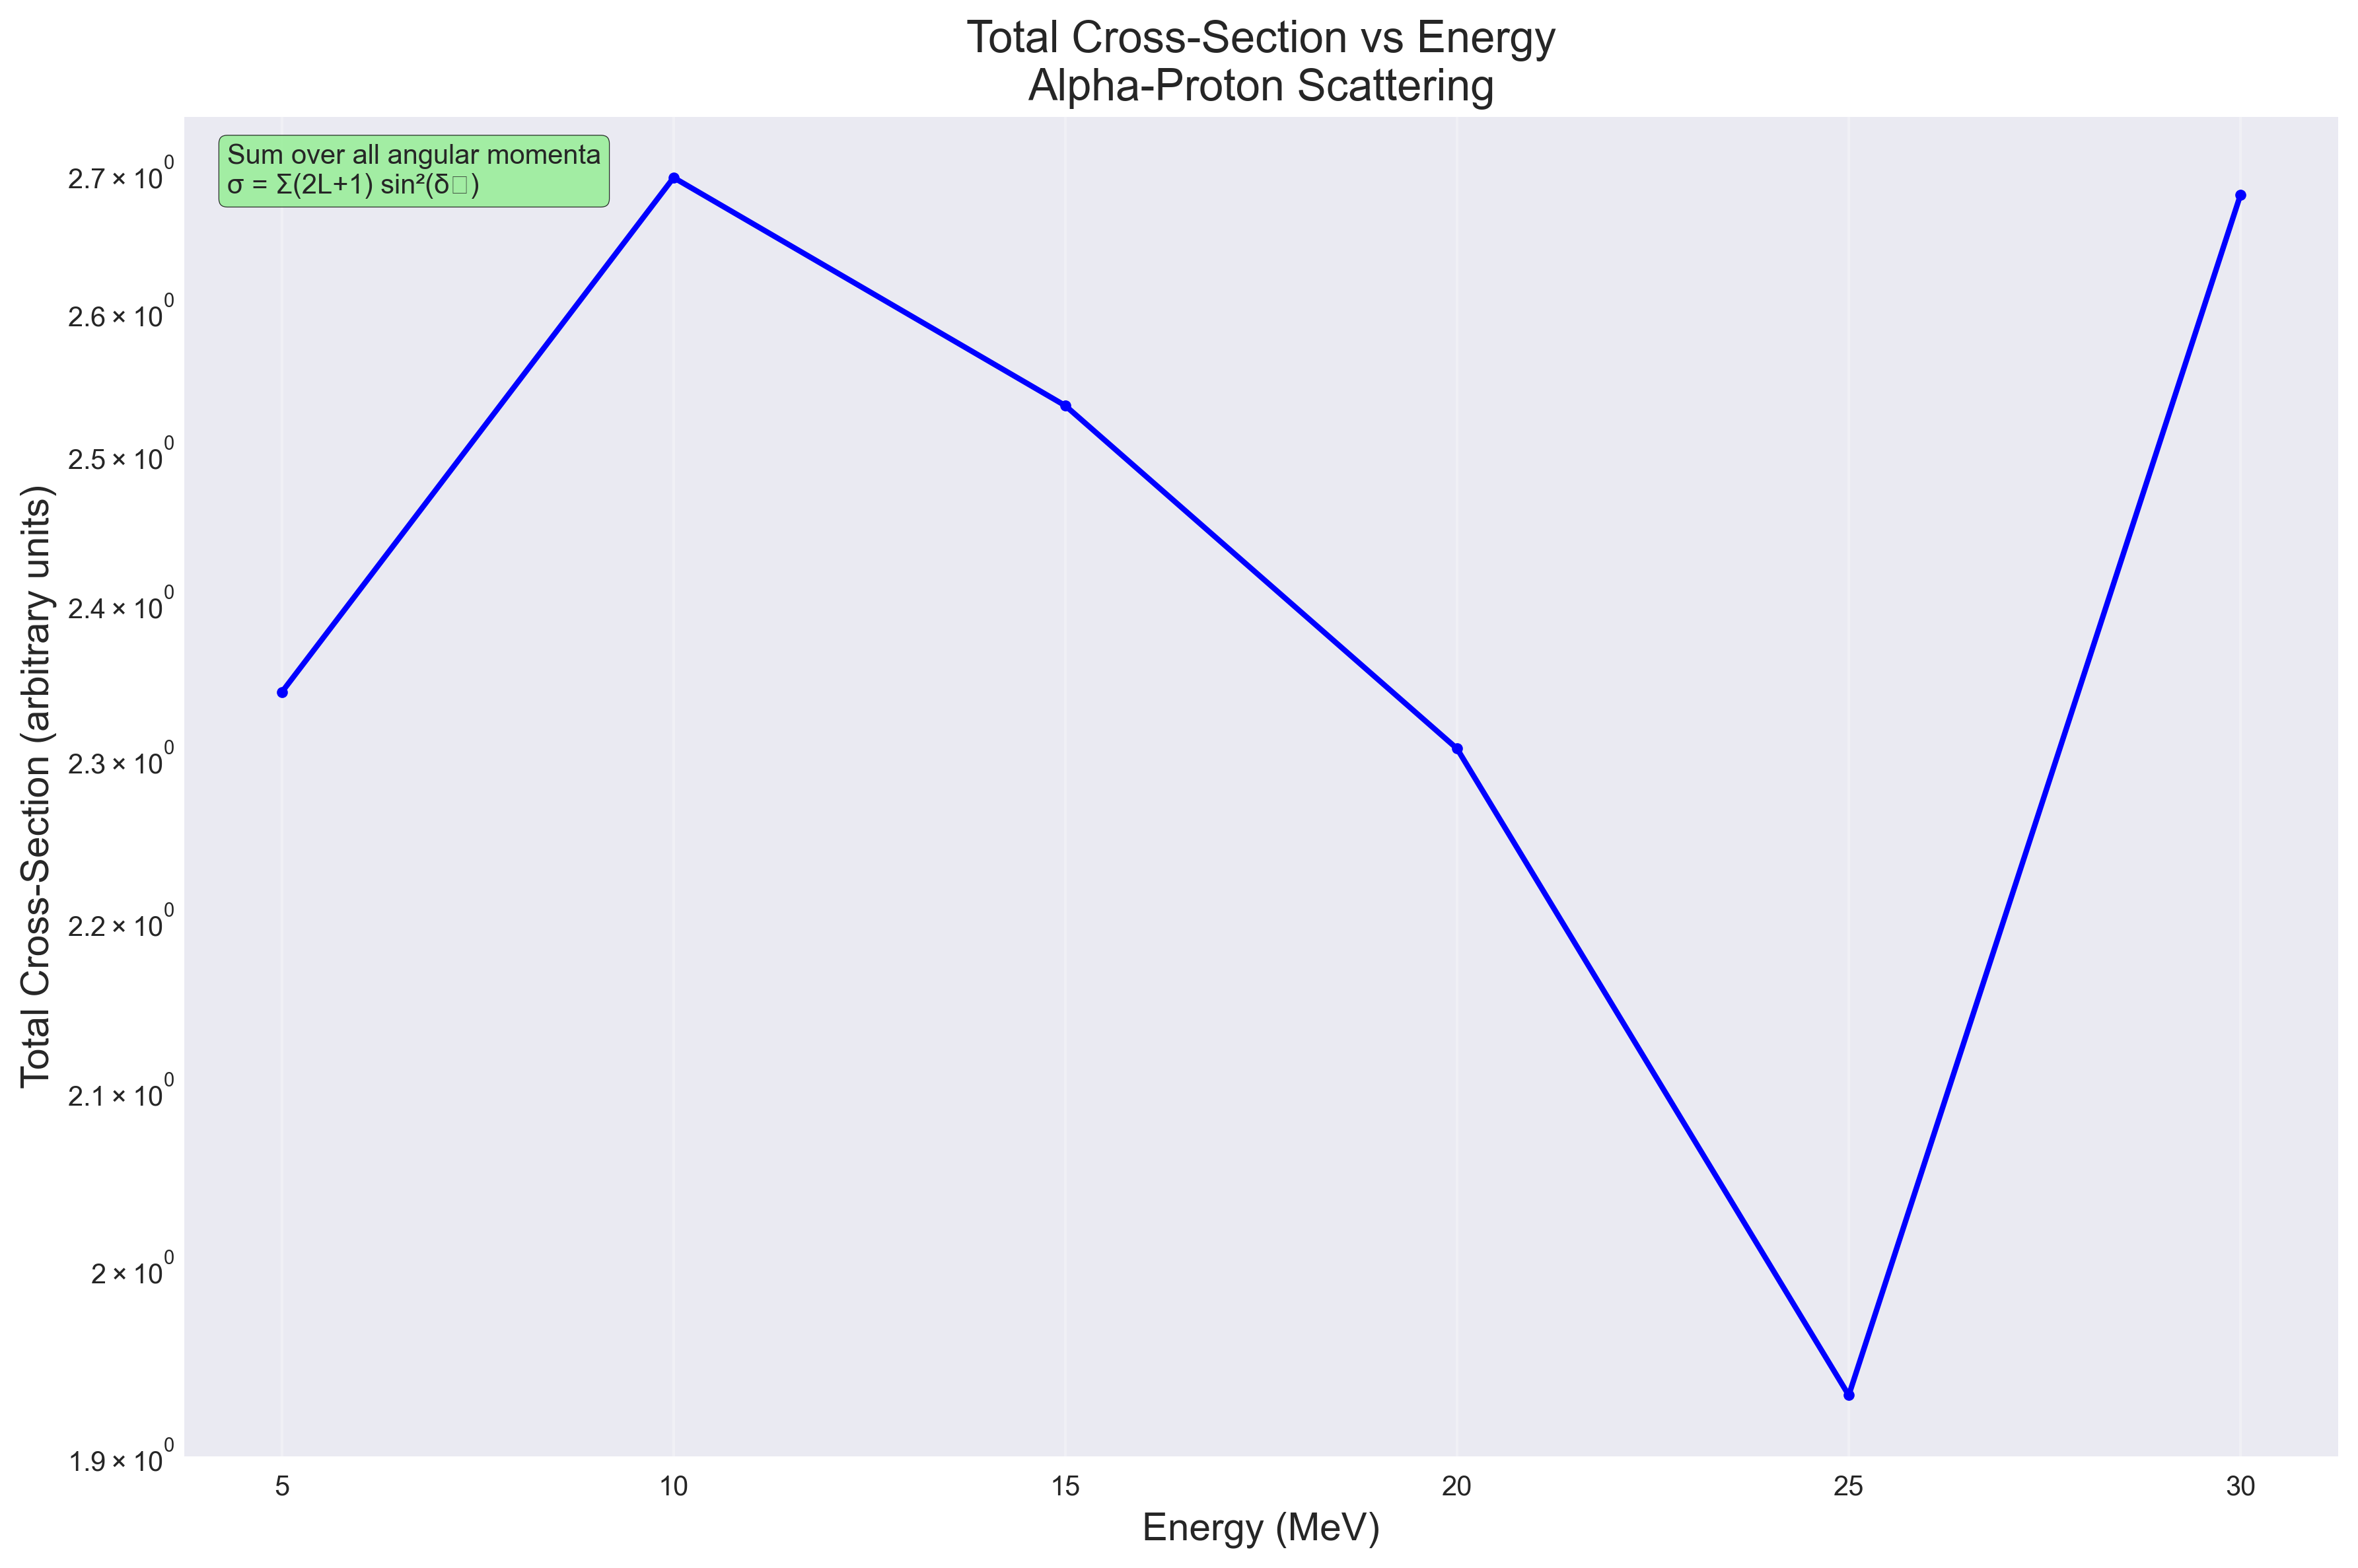 Total Cross-Section vs Energy
Alpha-Proton Scattering
Sum over all angular momenta
σ = Σ(2L+1) sin²(δ□)
2.7 × 10⁰
2.6 × 10⁰
2.5 × 10⁰
2.4 × 10⁰
2.3 × 10⁰
2.2 × 10⁰
2.1 × 10⁰
2 × 10⁰
1.9 × 10⁰
Total Cross-Section (arbitrary units)
5 10 15 20 25 30
Energy (MeV)